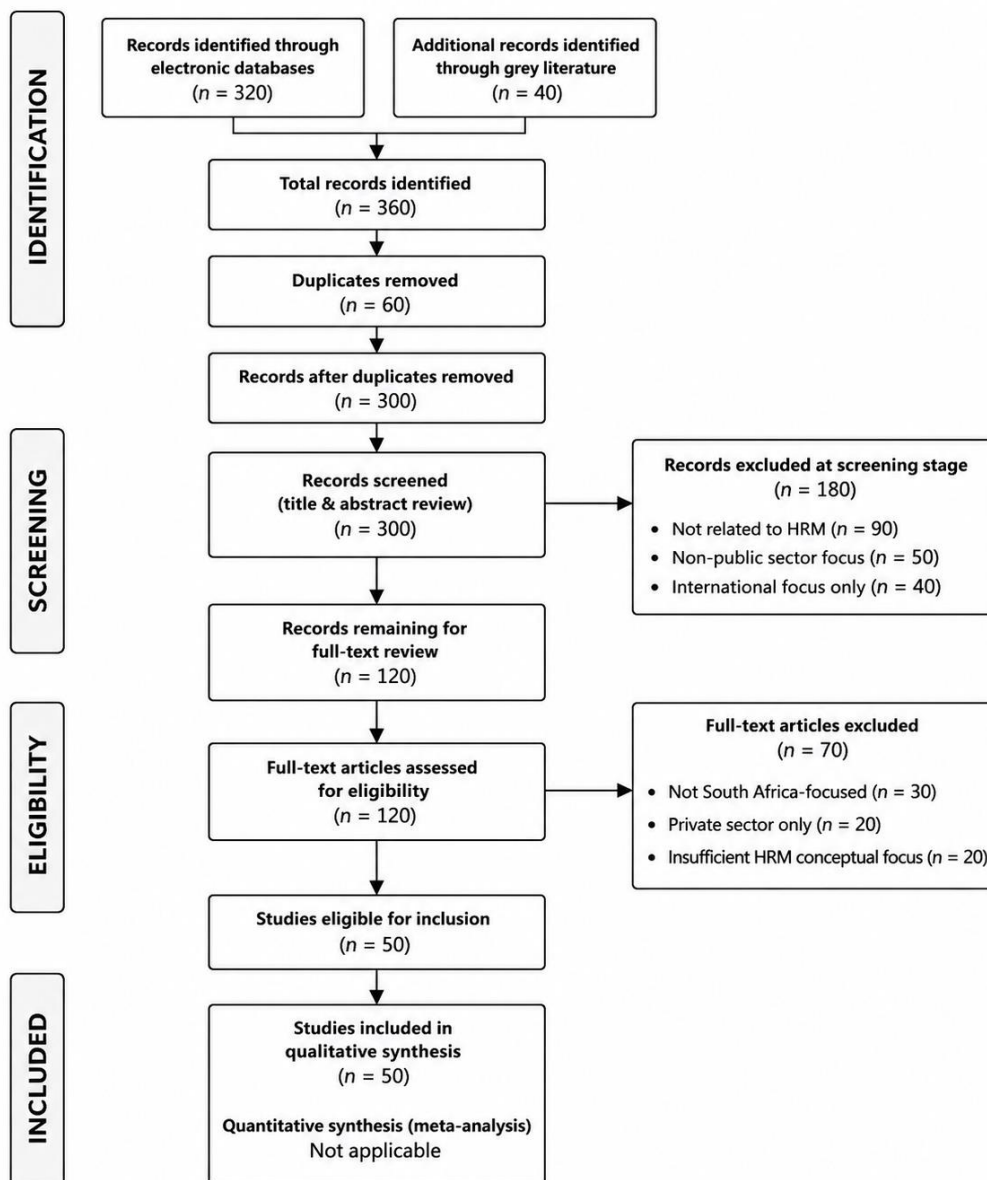 IDENTIFICATION
Records identified through
electronic databases
(n = 320)
Additional records identified
through grey literature
(n = 40)
Total records identified
(n = 360)
Duplicates removed
(n = 60)
Records after duplicates removed
(n = 300)
SCREENING
Records screened
(title & abstract review)
(n = 300)
Records excluded at screening stage
(n = 180)
• Not related to HRM (n = 90)
• Non-public sector focus (n = 50)
• International focus only (n = 40)
Records remaining for
full-text review
(n = 120)
ELIGIBILITY
Full-text articles assessed
for eligibility
(n = 120)
Full-text articles excluded
(n = 70)
• Not South Africa-focused (n = 30)
• Private sector only (n = 20)
• Insufficient HRM conceptual focus (n = 20)
Studies eligible for inclusion
(n = 50)
INCLUDED
Studies included in
qualitative synthesis
(n = 50)
Quantitative synthesis (meta-analysis)
Not applicable